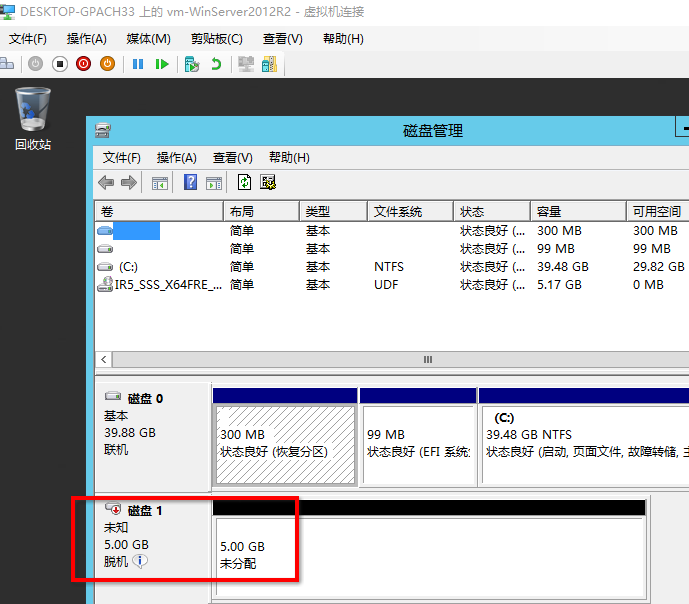 DESKTOP-GPACH33 上的 vm-WinServer2012R2 - 虚拟机连接
文件(F) 操作(A) 媒体(M) 剪贴板(C) 查看(V) 帮助(H)
回收站
磁盘管理
文件(F) 操作(A) 查看(V) 帮助(H)
卷 布局 类型 文件系统 状态 容量 可用空间
简单 基本 状态良好 (... 300 MB 300 MB
简单 基本 状态良好 (... 99 MB 99 MB
(C:) 简单 基本 NTFS 状态良好 (... 39.48 GB 29.82 GB
IR5_SSS_X64FRE_... 简单 基本 UDF 状态良好 (... 5.17 GB 0 MB
磁盘 0
基本
39.88 GB
联机
300 MB
状态良好 (恢复分区)
99 MB
状态良好 (EFI 系统
(C:)
39.48 GB NTFS
状态良好 (启动, 页面文件, 故障转储, 主
磁盘 1
未知
5.00 GB
脱机
5.00 GB
未分配